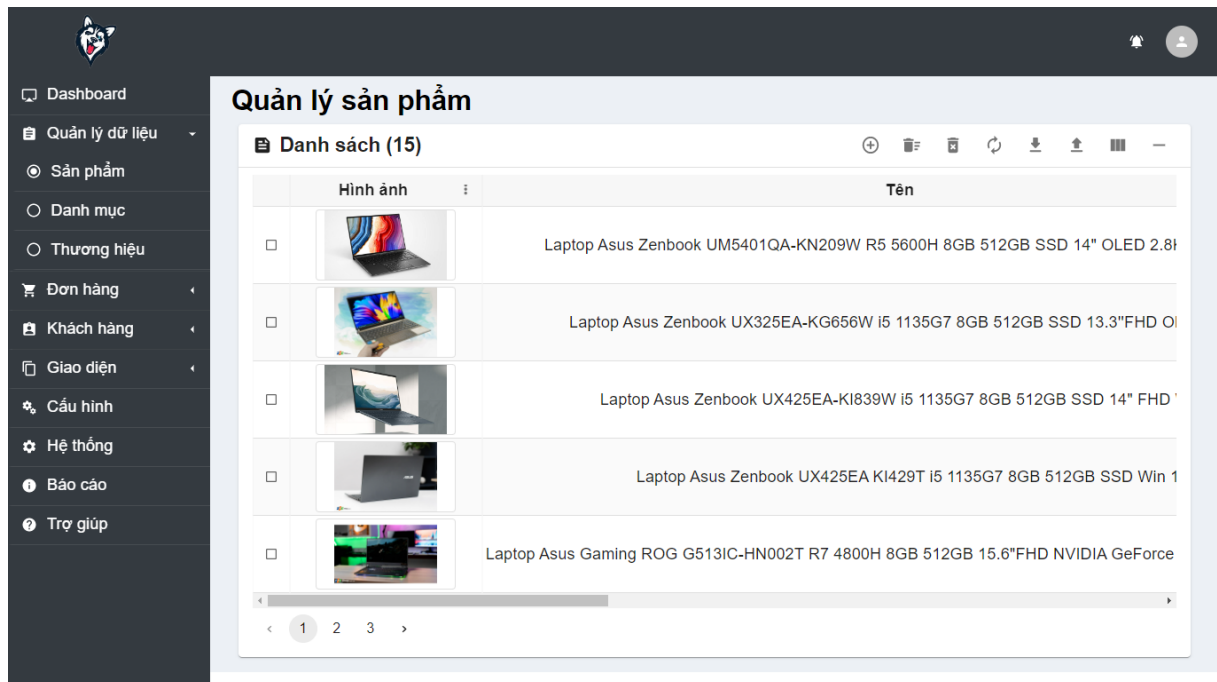 Dashboard
Quản lý dữ liệu
Sản phẩm
Danh mục
Thương hiệu
Đơn hàng
Khách hàng
Giao diện
Cấu hình
Hệ thống
Báo cáo
Trợ giúp
Quản lý sản phẩm
Danh sách (15)
Hình ảnh
Tên
Laptop Asus Zenbook UM5401QA-KN209W R5 5600H 8GB 512GB SSD 14" OLED
Laptop Asus Zenbook UX325EA-KG656W i5 1135G7 8GB 512GB SSD 13.3"FHD
Laptop Asus Zenbook UX425EA-KI839W i5 1135G7 8GB 512GB SSD 14" FHD
Laptop Asus Zenbook UX425EA KI429T i5 1135G7 8GB 512GB SSD Win
Laptop Asus Gaming ROG G513IC-HN002T R7 4800H 8GB 512GB 15.6"FHD NVIDIA GeForce
1 2 3